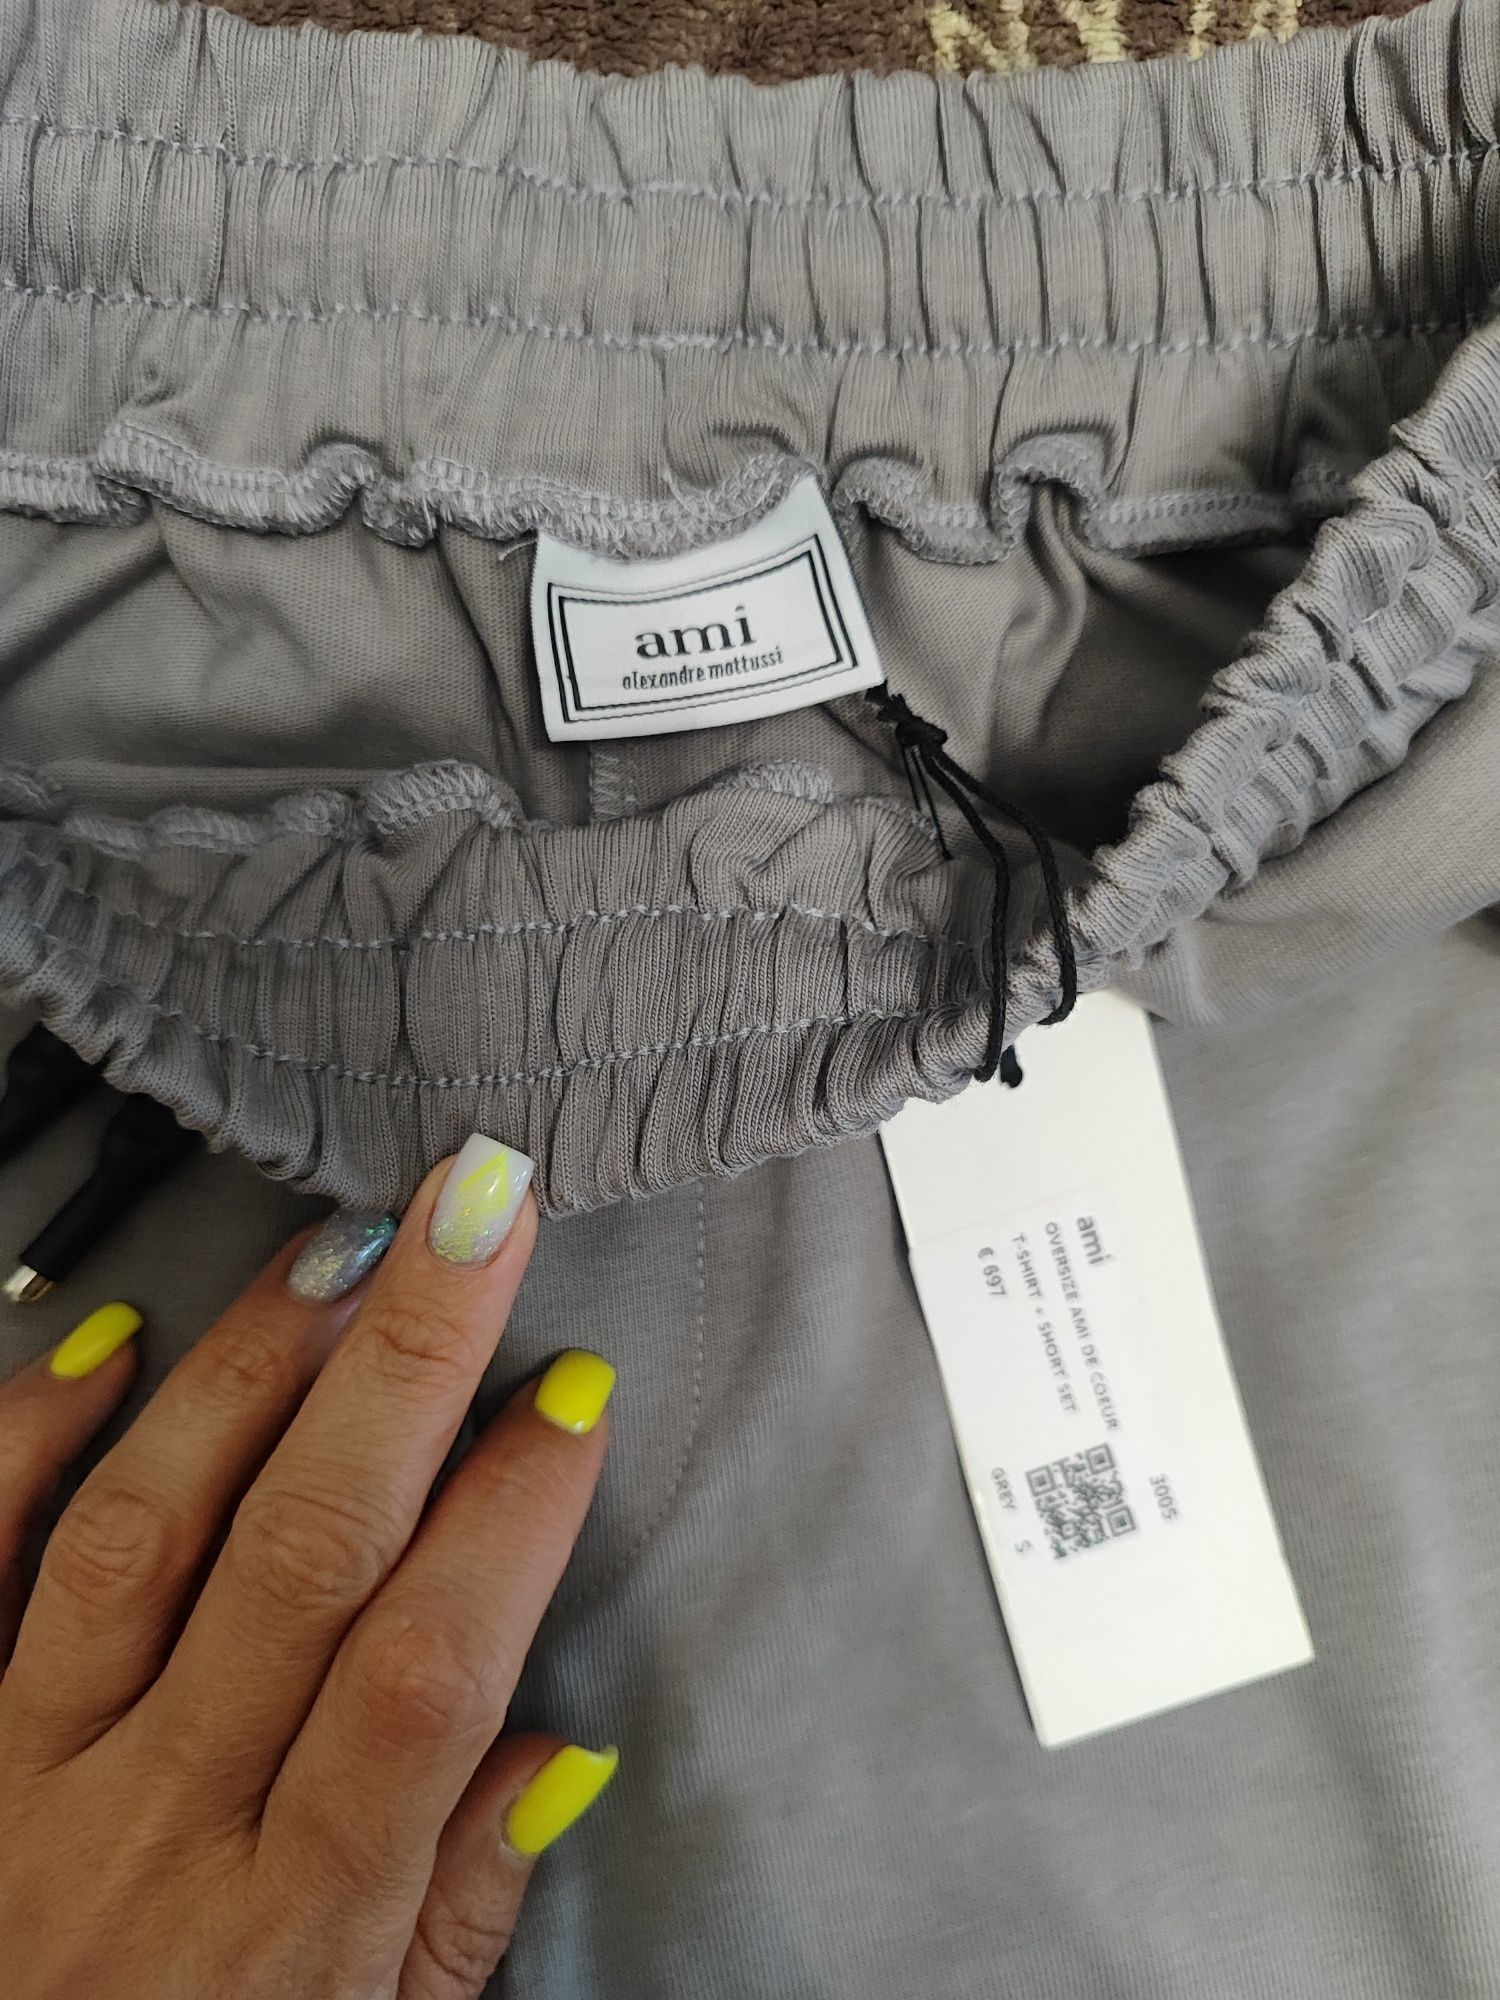 ami
alexandre mattussi
ami
OVERSIZE AMI DE COEUR
T-SHIRT + SHORT SET
€ 697
3005
GREY S